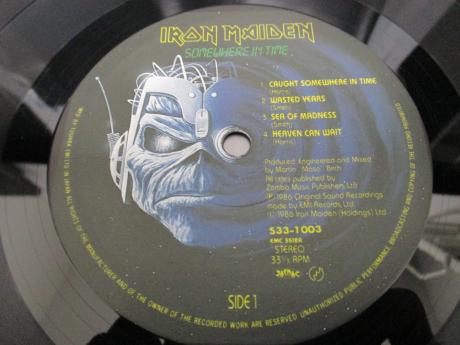 IRON MAIDEN
SOMEWHERE IN TIME
1. CAUGHT SOMEWHERE IN TIME
(Harris)
2. WASTED YEARS
(Smith)
3. SEA OF MADNESS
(Smith)
4. HEAVEN CAN WAIT
(Harris)
Produced, Engineered and Mixed
by Martin "Masa" Birch
All titles published by
Zomba Music Publishers Ltd
Ⓟ1986 Original Sound Recordings
made by EMI Records, Ltd.
©1986 Iron Maiden (Holdings) Ltd.
S33-1003
EMC 3512A
STEREO
33⅓ RPM
SIDE 1
ALL RIGHTS OF THE MANUFACTURER AND OF THE OWNER OF THE RECORDED WORK ARE RESERVED. UNAUTHORIZED PUBLIC PERFORMANCE, BROADCASTING AND COPYING OF THE RECORD PROHIBITED